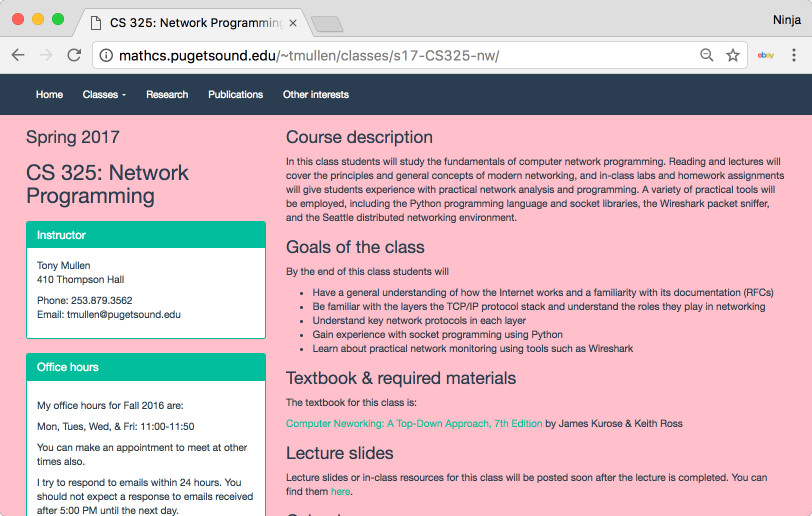 CS 325: Network Programming
Ninja
mathcs.pugetsound.edu/~tmullen/classes/s17-CS325-nw/
ebay
Home Classes Research Publications Other interests
Spring 2017
CS 325: Network
Programming
Instructor
Tony Mullen
410 Thompson Hall
Phone: 253.879.3562
Email: tmullen@pugetsound.edu
Office hours
My office hours for Fall 2016 are:
Mon, Tues, Wed, & Fri: 11:00-11:50
You can make an appointment to meet at other
times also.
I try to respond to emails within 24 hours. You
should not expect a response to emails received
after 5:00 PM until the next day.
Course description
In this class students will study the fundamentals of computer network programming. Reading and lectures will
cover the principles and general concepts of modern networking, and in-class labs and homework assignments
will give students experience with practical network analysis and programming. A variety of practical tools will
be employed, including the Python programming language and socket libraries, the Wireshark packet sniffer,
and the Seattle distributed networking environment.
Goals of the class
By the end of this class students will
• Have a general understanding of how the Internet works and a familiarity with its documentation (RFCs)
• Be familiar with the layers the TCP/IP protocol stack and understand the roles they play in networking
• Understand key network protocols in each layer
• Gain experience with socket programming using Python
• Learn about practical network monitoring using tools such as Wireshark
Textbook & required materials
The textbook for this class is:
Computer Neworking: A Top-Down Approach, 7th Edition by James Kurose & Keith Ross
Lecture slides
Lecture slides or in-class resources for this class will be posted soon after the lecture is completed. You can
find them here.